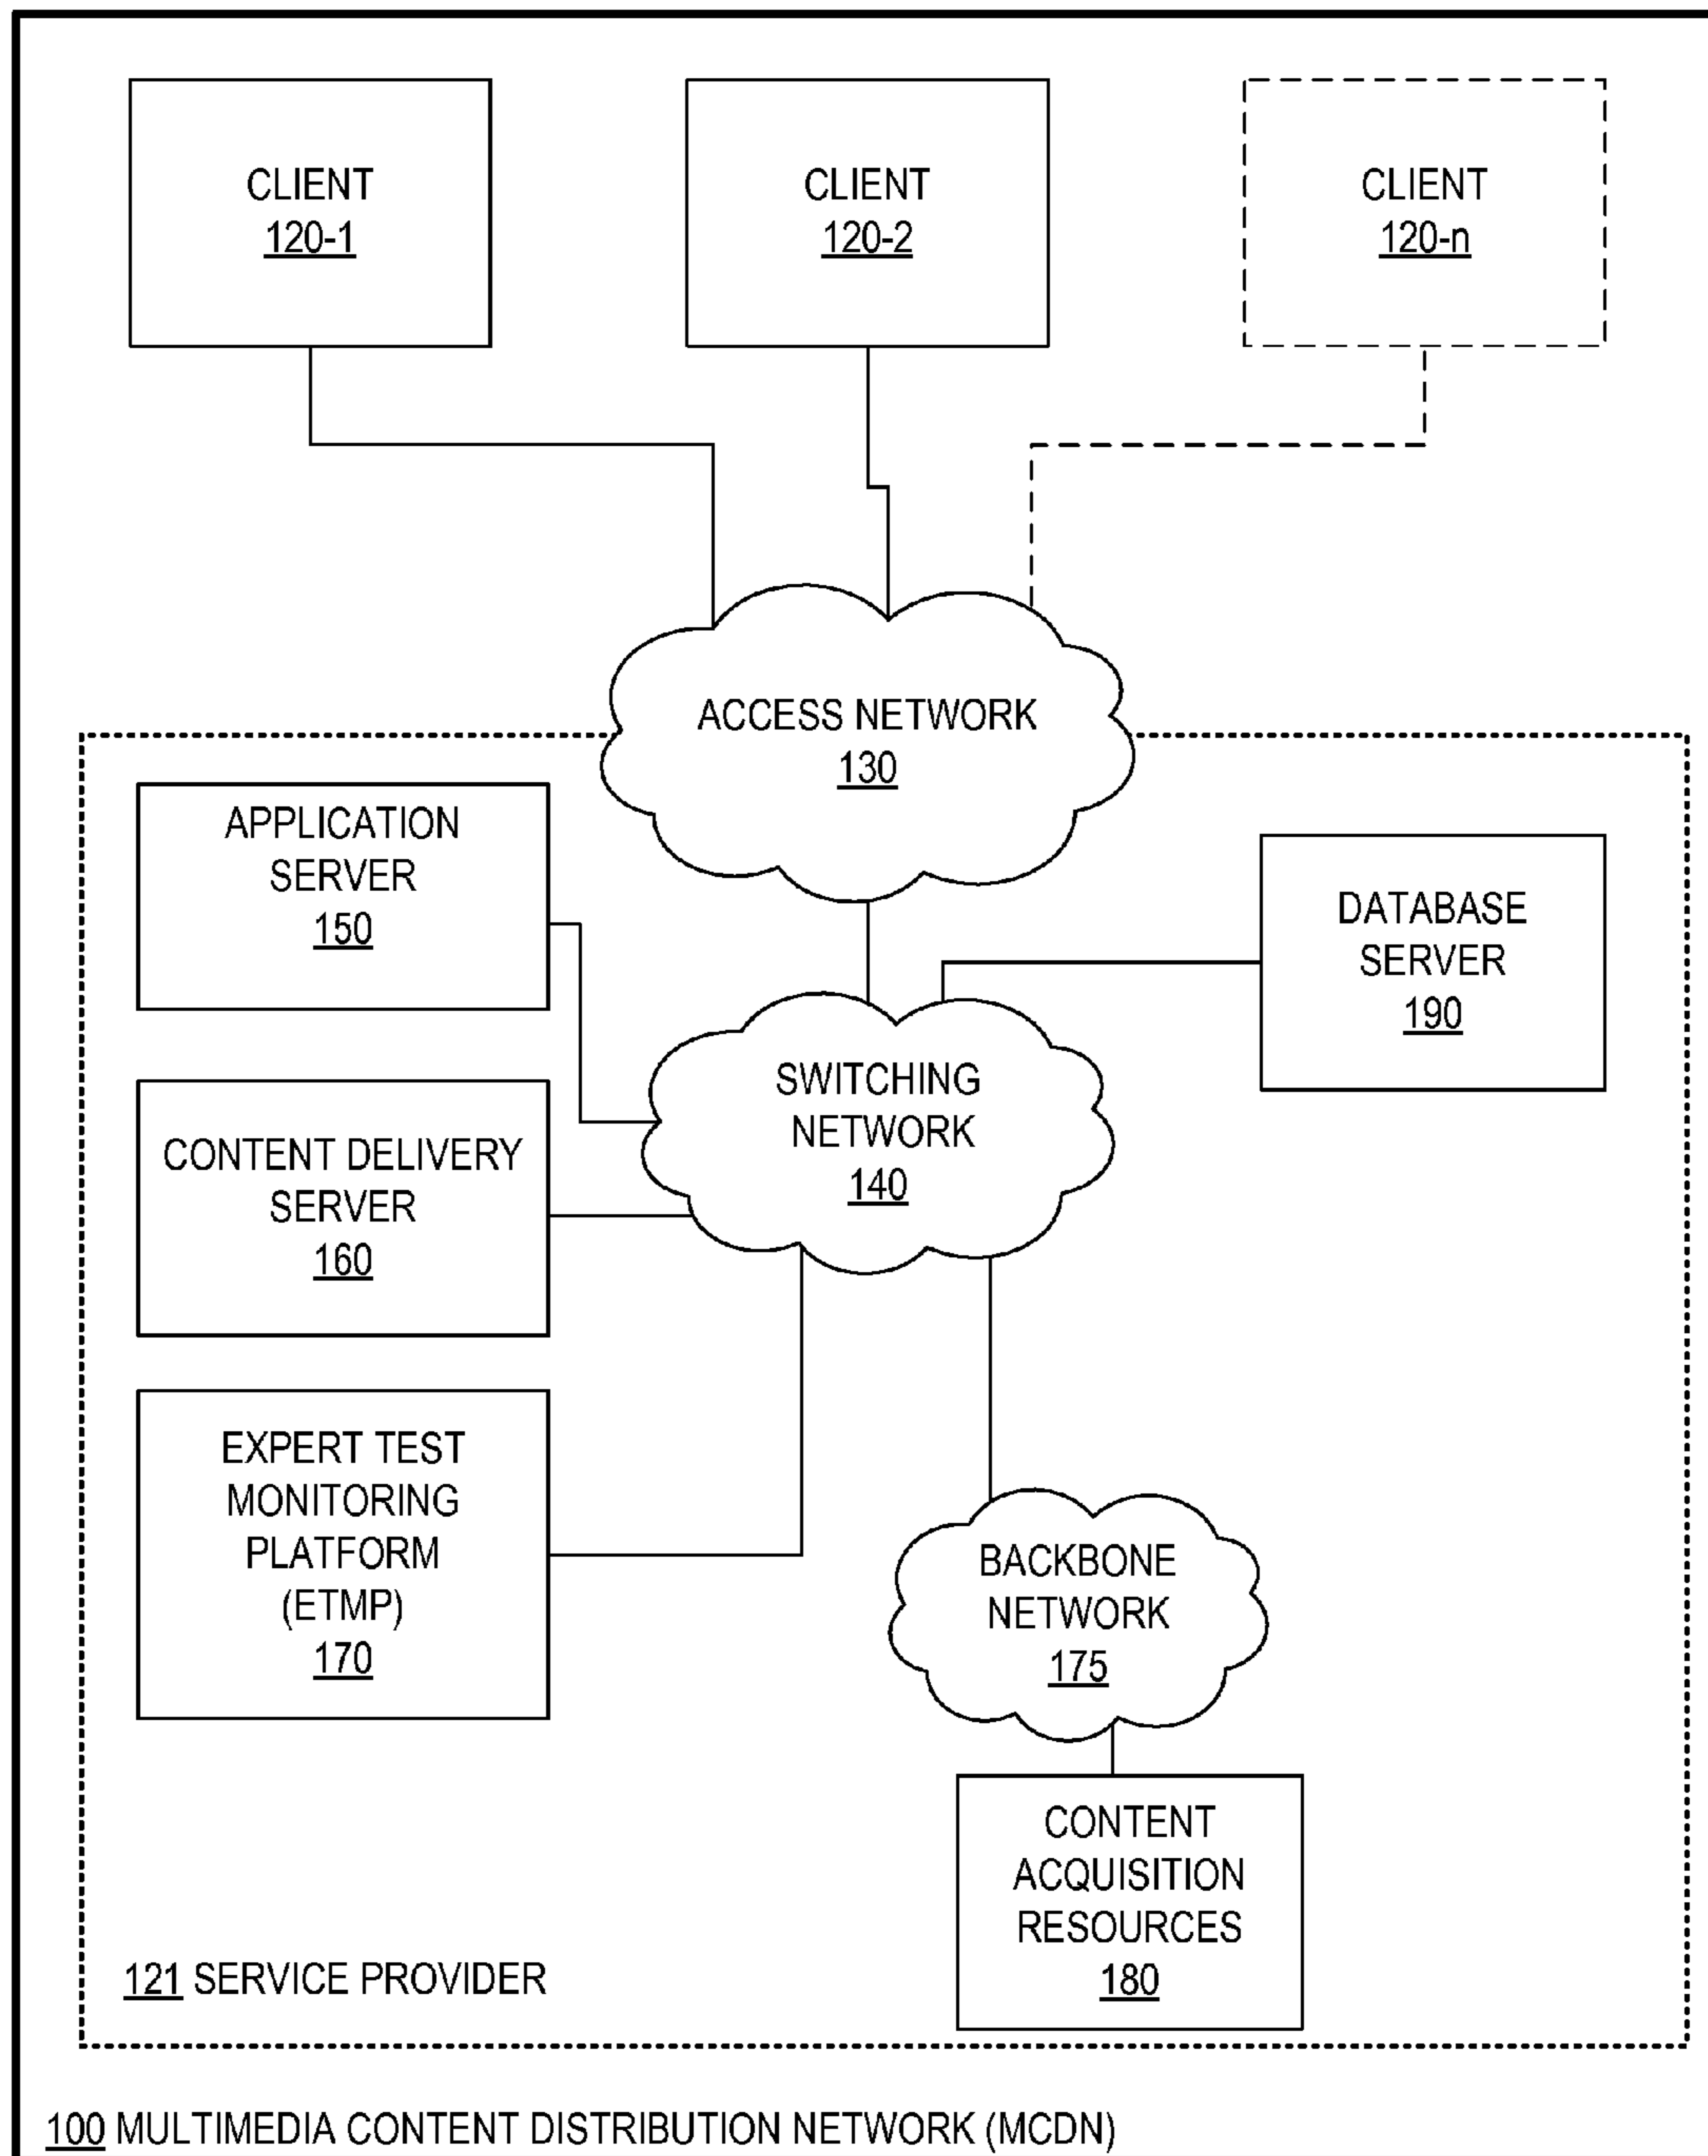 CLIENT
120-1
CLIENT
120-2
CLIENT
120-n
ACCESS NETWORK
130
APPLICATION
SERVER
150
DATABASE
SERVER
190
SWITCHING
NETWORK
140
CONTENT DELIVERY
SERVER
160
EXPERT TEST
MONITORING
PLATFORM
(ETMP)
170
BACKBONE
NETWORK
175
CONTENT
ACQUISITION
RESOURCES
180
121 SERVICE PROVIDER
100 MULTIMEDIA CONTENT DISTRIBUTION NETWORK (MCDN)